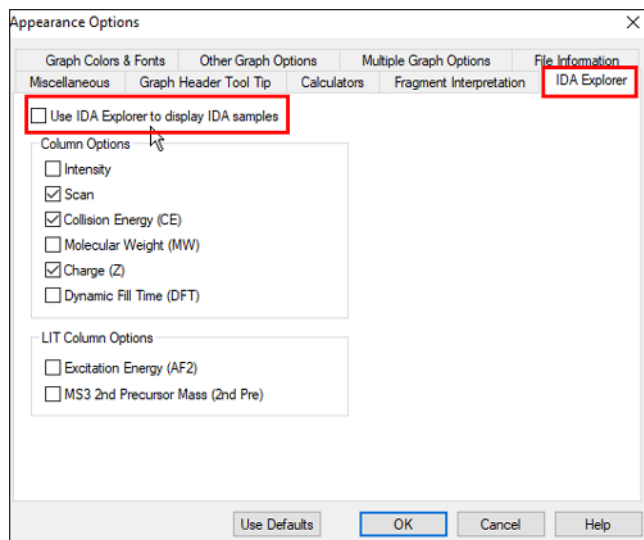 Appearance Options
Graph Colors & Fonts Other Graph Options Multiple Graph Options File Information
Miscellaneous Graph Header Tool Tip Calculators Fragment Interpretation IDA Explorer
Use IDA Explorer to display IDA samples
Column Options
Intensity
Scan
Collision Energy (CE)
Molecular Weight (MW)
Charge (Z)
Dynamic Fill Time (DFT)
LIT Column Options
Excitation Energy (AF2)
MS3 2nd Precursor Mass (2nd Pre)
Use Defaults OK Cancel Help